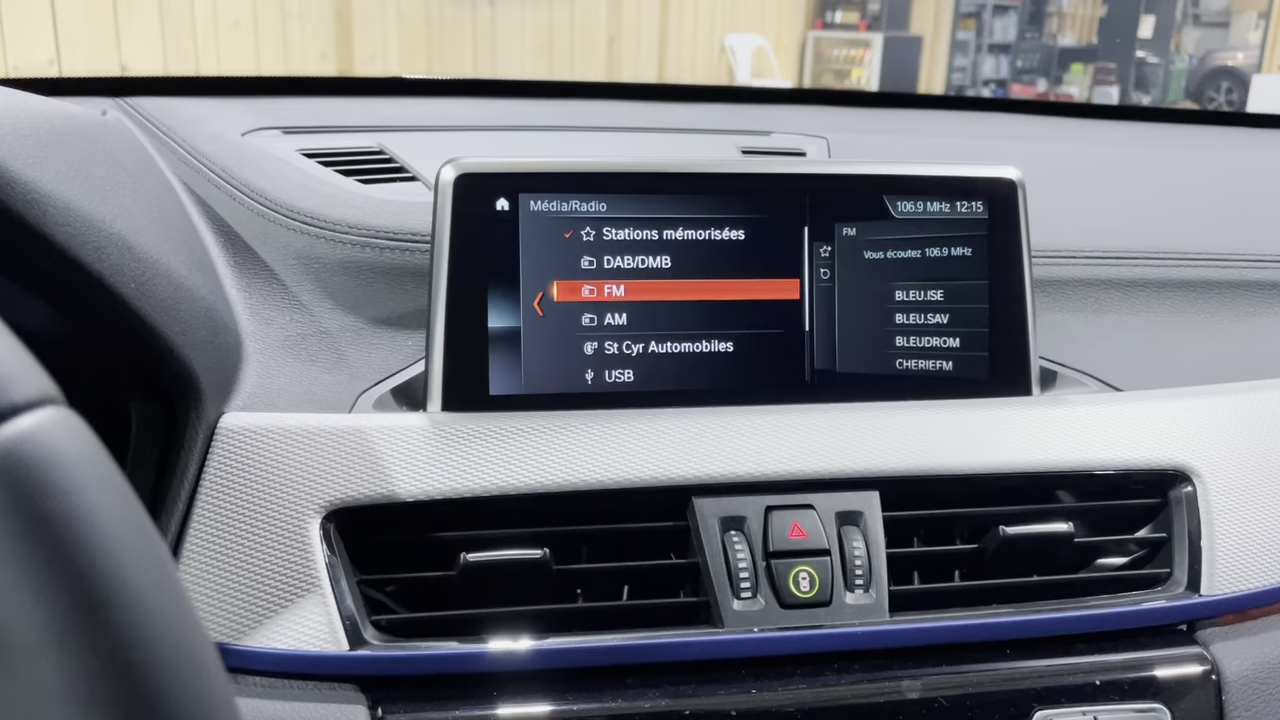 Média/Radio
106.9 MHz 12:15
Stations mémorisées
DAB/DMB
FM
AM
St Cyr Automobiles
USB
FM
Vous écoutez 106.9 MHz
BLEU.ISE
BLEU.SAV
BLEUDROM
CHERIEFM